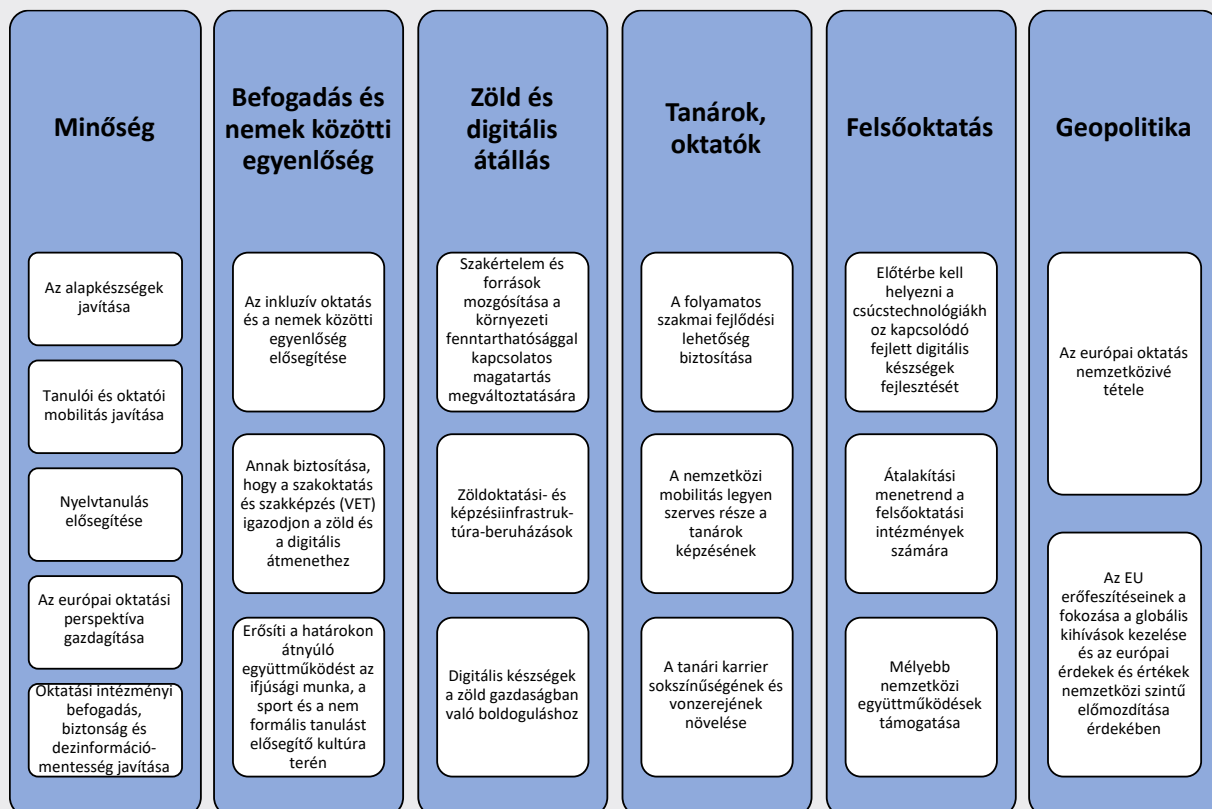 Minőség
Az alapkészségek
javítása
Tanulói és oktatói
mobilitás javítása
Nyelvtanulás
elősegítése
Az európai oktatási
perspektíva
gazdagítása
Oktatási intézményi
befogadás,
biztonság és
dezinformáció-
mentesség javítása
Befogadás és
nemek közötti
egyenlőség
Az inkluzív oktatás
és a nemek közötti
egyenlőség
elősegítése
Annak biztosítása,
hogy a szakoktatás
és szakképzés (VET)
igazodjon a zöld és
a digitális
átmenethez
Erősíti a határokon
átnyúló
együttműködést az
ifjúsági munka, a
sport és a nem
formális tanulást
elősegítő kultúra
terén
Zöld és
digitális
átállás
Szakértelem és
források
mozgósítása a
környezeti
fenntarthatósággal
kapcsolatos
magatartás
megváltoztatására
Zöldoktatási- és
képzésiinfrastruk-
túra-beruházások
Digitális készségek
a zöld gazdaságban
való boldoguláshoz
Tanárok,
oktatók
A folyamatos
szakmai fejlődési
lehetőség
biztosítása
A nemzetközi
mobilitás legyen
szerves része a
tanárok
képzésének
A tanári karrier
sokszínűségének és
vonzerejének
növelése
Felsőoktatás
Előtérbe kell
helyezni a
csúcstechnológiákh
oz kapcsolódó
fejlett digitális
készségek
fejlesztését
Átalakítási
menetrend a
felsőoktatási
intézmények
számára
Mélyebb
nemzetközi
együttműködések
támogatása
Geopolitika
Az európai oktatás
nemzetközivé
tétele
Az EU
erőfeszítéseinek a
fokozása a globális
kihívások kezelése
és az európai
érdekek és értékek
nemzetközi szintű
előmozdítása
érdekében